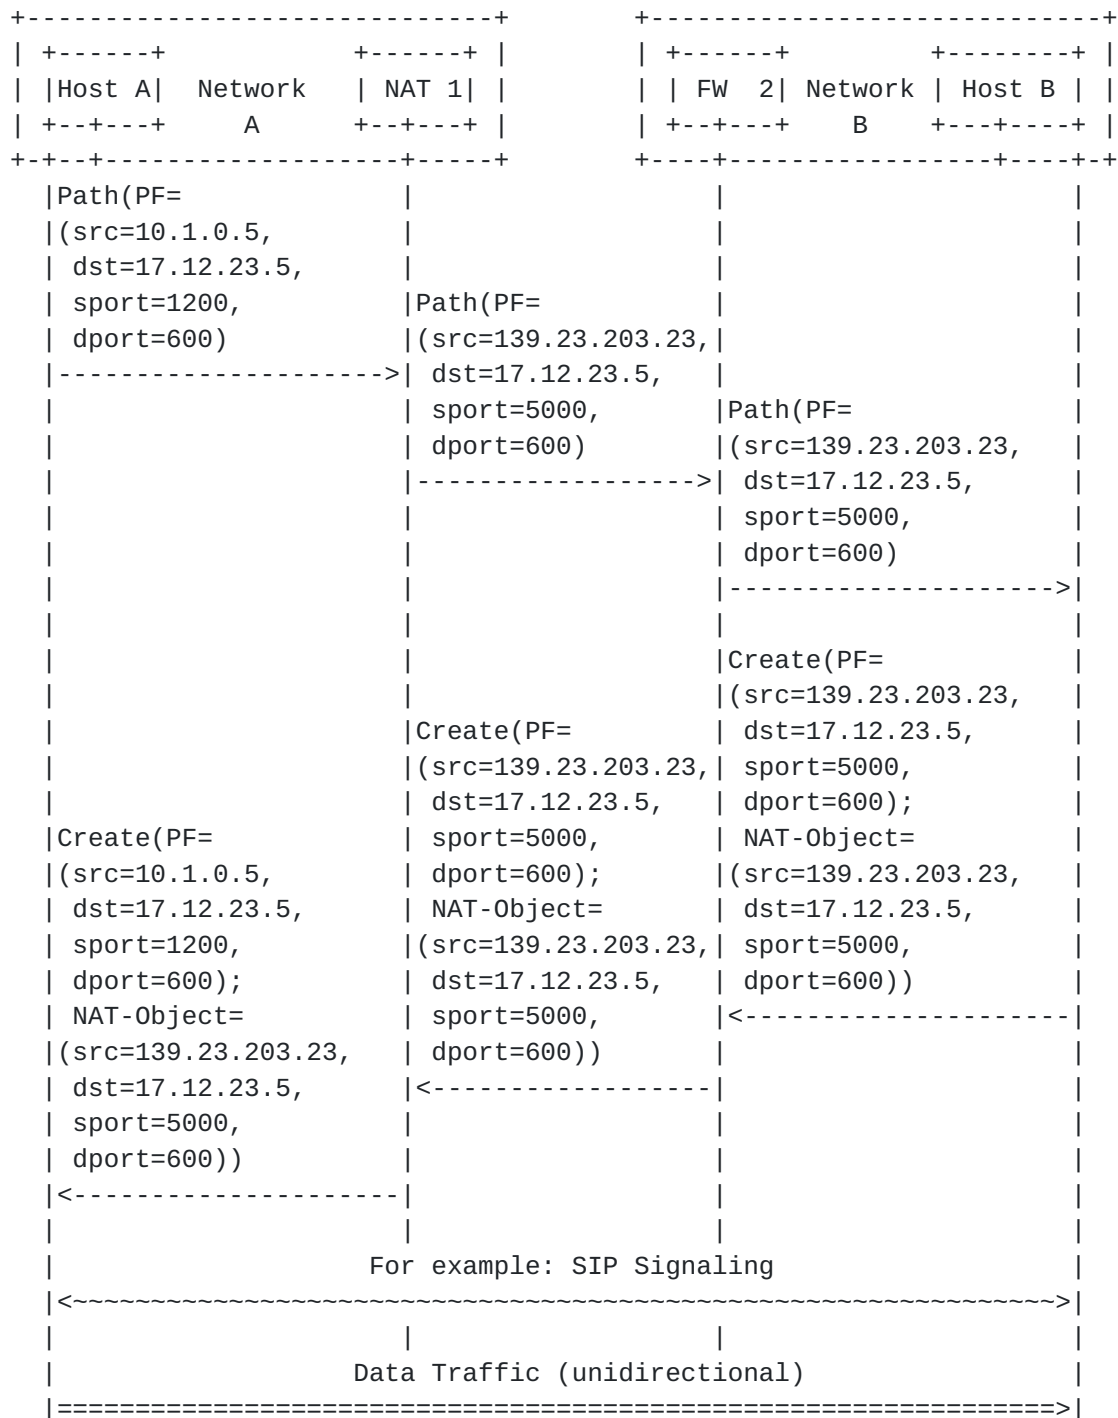 +------------------------------+        +-----------------------------+
| +------+            +------+ |        | +------+         +--------+ |
| |Host A|  Network   | NAT 1| |        | | FW  2| Network | Host B | |
| +--+---+     A      +--+---+ |        | +--+---+    B    +---+----+ |
+-+--+-------------------+-----+        +----+-----------------+----+-+
  |Path(PF=              |                   |                      |
  |(src=10.1.0.5,        |                   |                      |
  | dst=17.12.23.5,      |                   |                      |
  | sport=1200,          |Path(PF=           |                      |
  | dport=600)           |(src=139.23.203.23,|                      |
  |--------------------->| dst=17.12.23.5,   |                      |
  |                      | sport=5000,       |Path(PF=              |
  |                      | dport=600)        |(src=139.23.203.23,   |
  |                      |------------------>| dst=17.12.23.5,      |
  |                      |                   | sport=5000,          |
  |                      |                   | dport=600)           |
  |                      |                   |--------------------->|
  |                      |                   |                      |
  |                      |                   |Create(PF=            |
  |                      |                   |(src=139.23.203.23,   |
  |                      |Create(PF=         | dst=17.12.23.5,      |
  |                      |(src=139.23.203.23,| sport=5000,          |
  |                      | dst=17.12.23.5,   | dport=600);          |
  |Create(PF=            | sport=5000,       | NAT-Object=          |
  |(src=10.1.0.5,        | dport=600);       |(src=139.23.203.23,   |
  | dst=17.12.23.5,      | NAT-Object=       | dst=17.12.23.5,      |
  | sport=1200,          |(src=139.23.203.23,| sport=5000,          |
  | dport=600);          | dst=17.12.23.5,   | dport=600))          |
  | NAT-Object=          | sport=5000,       |<---------------------|
  |(src=139.23.203.23,   | dport=600))       |                      |
  | dst=17.12.23.5,      |<------------------|                      |
  | sport=5000,          |                   |                      |
  | dport=600))          |                   |                      |
  |<---------------------|                   |                      |
  |                      |                   |                      |
  |                    For example: SIP Signaling                   |
  |<~~~~~~~~~~~~~~~~~~~~~~~~~~~~~~~~~~~~~~~~~~~~~~~~~~~~~~~~~~~~~~~>|
  |                      |                   |                      |
  |                   Data Traffic (unidirectional)                 |
  |================================================================>|